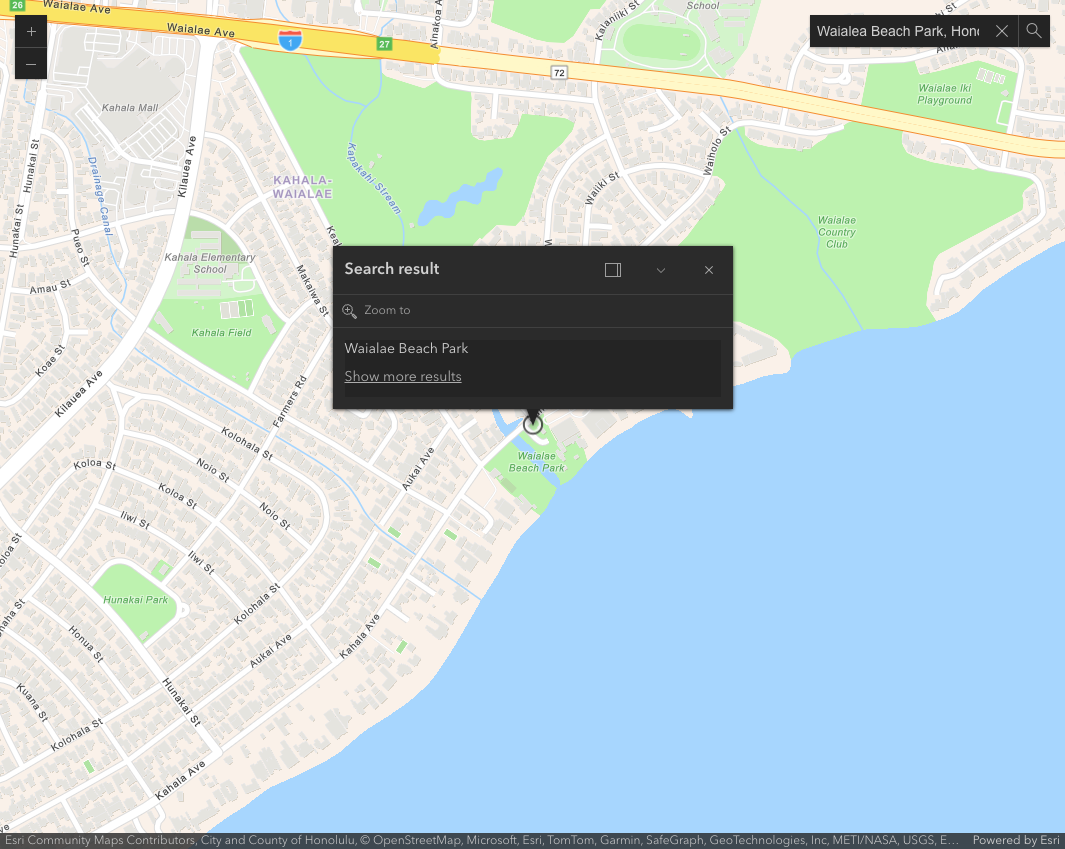 26
Waialae Ave
Waialae Ave
1
27
Ainakoa A
Kalaniiki St
School
72
Waialea Beach Park, Hono
Waialae Iki
Playground
Kahala Mall
Hunakai St
Hunakai St
Drainage Canal
Kilauea Ave
KAHALA-
WAIALAE
Kapakahi Stream
Waiholo St
Waiiki St
Waialae
Country
Club
Pueo St
Kahala Elementary
School
Makaiwa St
Amau St
Kahala Field
Koae St
Kilauea Ave
Search result
Zoom to
Waialae Beach Park
Show more results
Farmers Rd
Kolohala St
Waialae
Beach Park
Aukai Ave
Koloa St
Noio St
Koloa St
Noio St
Iiwi St
Iiwi St
Hunakai Park
Kolohala St
Honua St
Aukai Ave
Kahala Ave
Kuana St
Hunakai St
Kolohala St
Kahala Ave
Esri Community Maps Contributors, City and County of Honolulu, © OpenStreetMap, Microsoft, Esri, TomTom, Garmin, SafeGraph, GeoTechnologies, Inc, METI/NASA, USGS, E...
Powered by Esri